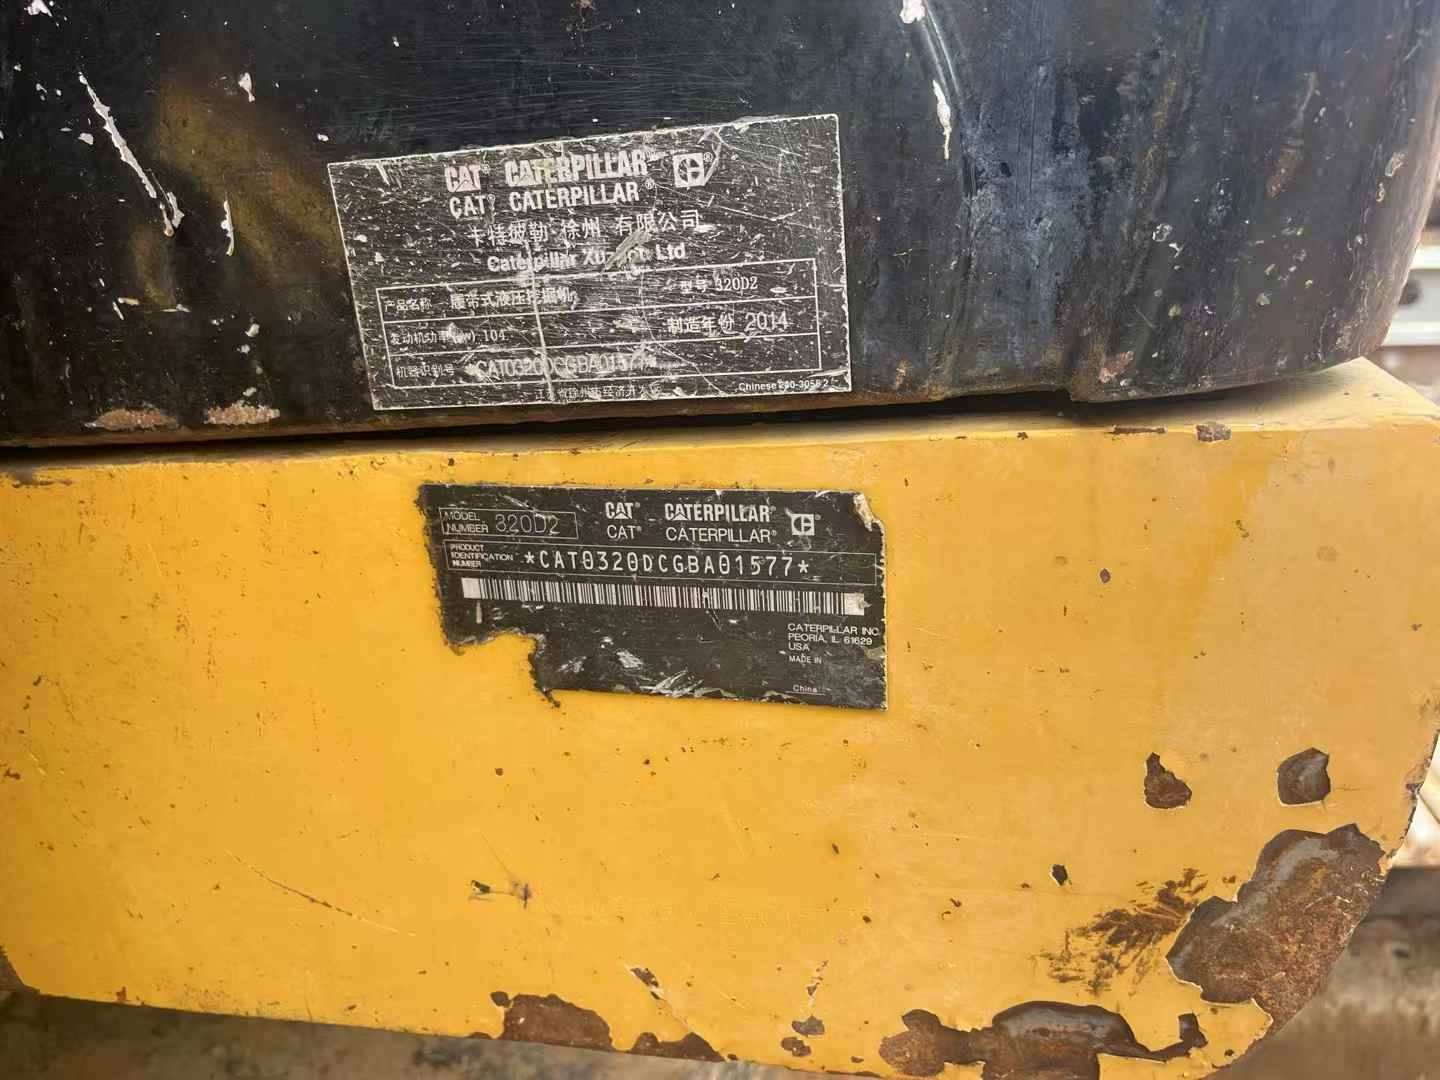 CAT® CATERPILLAR®
CAT® CATERPILLAR®
卡特彼勒 徐州 有限公司
Caterpillar Ltd
产品名称 履带式液压挖掘机 型号 320D2
发动机功率(kw) 104 制造年份 2014
机器识别号 *CAT0320DCGBA01577*
Chinese
MODEL NUMBER 320D2
CAT® CATERPILLAR®
CAT® CATERPILLAR®
PRODUCT IDENTIFICATION NUMBER *CAT0320DCGBA01577*
CATERPILLAR INC
PEORIA, IL 61629
USA
MADE IN
China